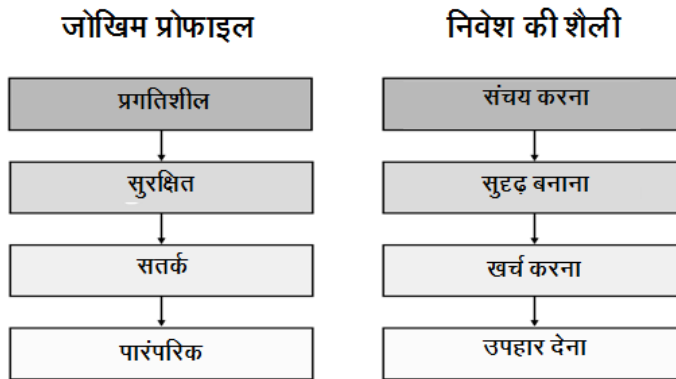 जोखिम प्रोफाइल
प्रगतिशील
सुरक्षित
सतर्क
पारंपरिक
निवेश की शैली
संचय करना
सुदृढ़ बनाना
खर्च करना
उपहार देना